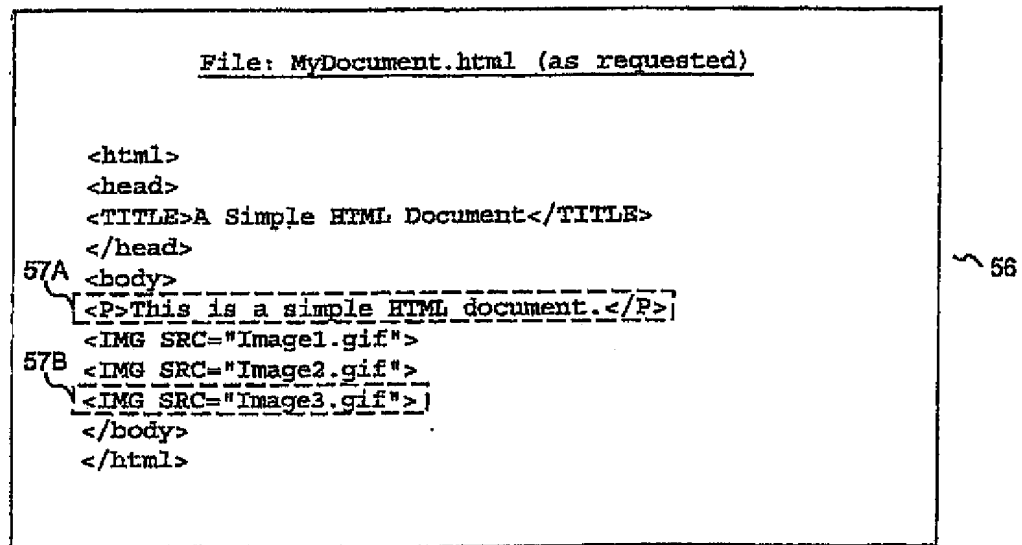 File: MyDocument.html (as requested)
<html>
<head>
<TITLE>A Simple HTML Document</TITLE>
</head>
57A
<body>
<P>This is a simple HTML document.</P>
<IMG SRC="Image1.gif">
57B
<IMG SRC="Image2.gif">
<IMG SRC="Image3.gif">
</body>
</html>
56